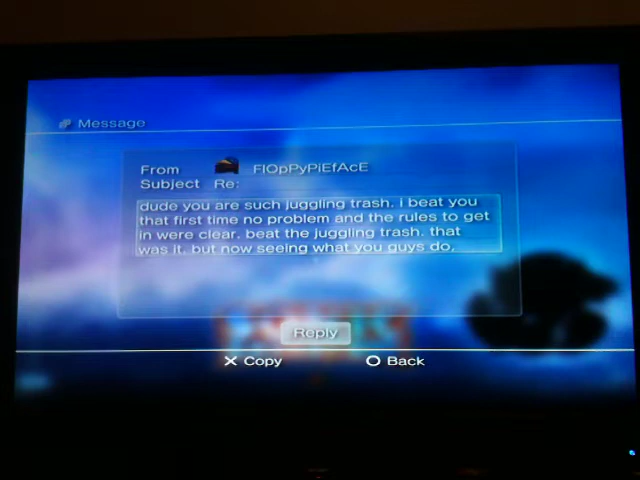 Message
From FlOpPyPiEfAcE
Subject Re:
dude you are such juggling trash. i beat you
that first time no problem and the rules to get
in were clear. beat the juggling trash. that
was it. but now seeing what you guys do,
Reply
X Copy
O Back